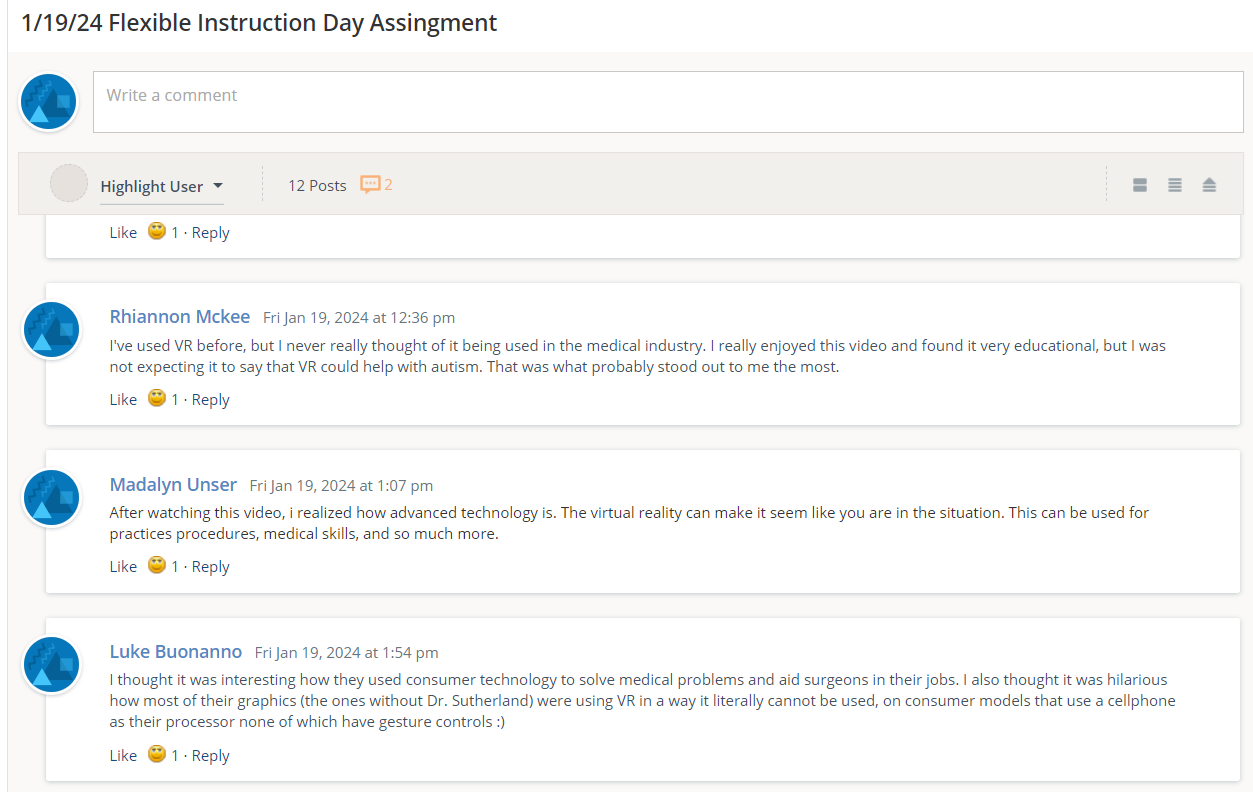 1/19/24 Flexible Instruction Day Assingment
Write a comment
Highlight User 12 Posts 2
Like 1 · Reply
Rhiannon Mckee Fri Jan 19, 2024 at 12:36 pm
I've used VR before, but I never really thought of it being used in the medical industry. I really enjoyed this video and found it very educational, but I was
not expecting it to say that VR could help with autism. That was what probably stood out to me the most.
Like 1 · Reply
Madalyn Unser Fri Jan 19, 2024 at 1:07 pm
After watching this video, i realized how advanced technology is. The virtual reality can make it seem like you are in the situation. This can be used for
practices procedures, medical skills, and so much more.
Like 1 · Reply
Luke Buonanno Fri Jan 19, 2024 at 1:54 pm
I thought it was interesting how they used consumer technology to solve medical problems and aid surgeons in their jobs. I also thought it was hilarious
how most of their graphics (the ones without Dr. Sutherland) were using VR in a way it literally cannot be used, on consumer models that use a cellphone
as their processor none of which have gesture controls :)
Like 1 · Reply